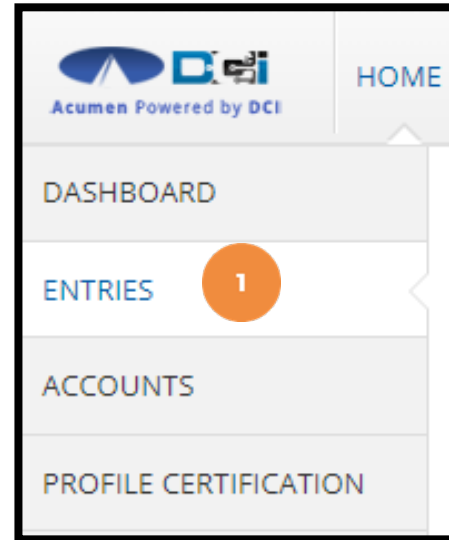 DCI
HOME
Acumen Powered by DCI
DASHBOARD
ENTRIES 1
ACCOUNTS
PROFILE CERTIFICATION